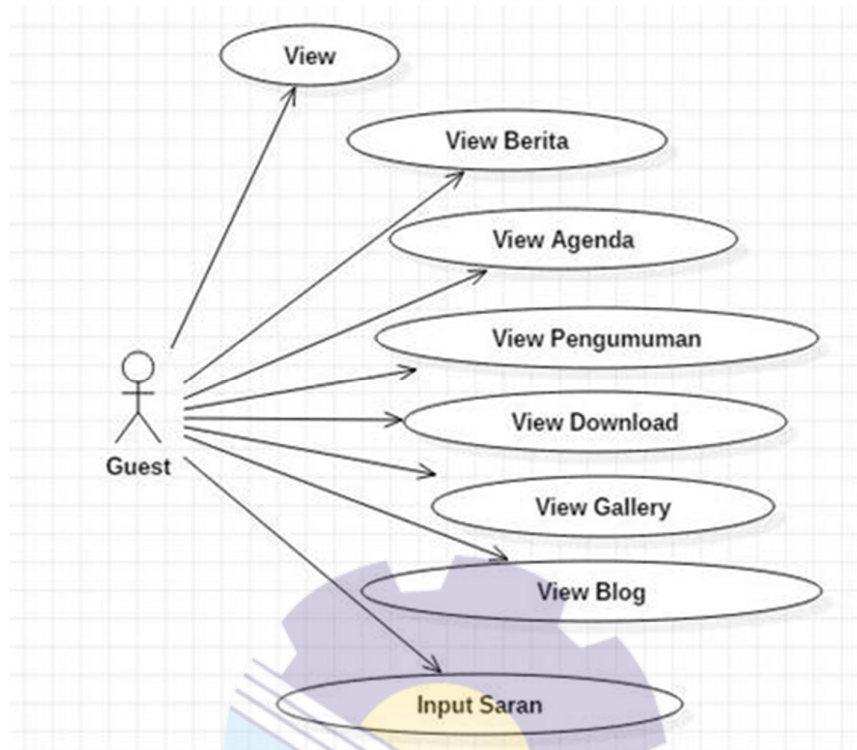 View
View Berita
View Agenda
View Pengumuman
View Download
Guest
View Gallery
View Blog
Input Saran